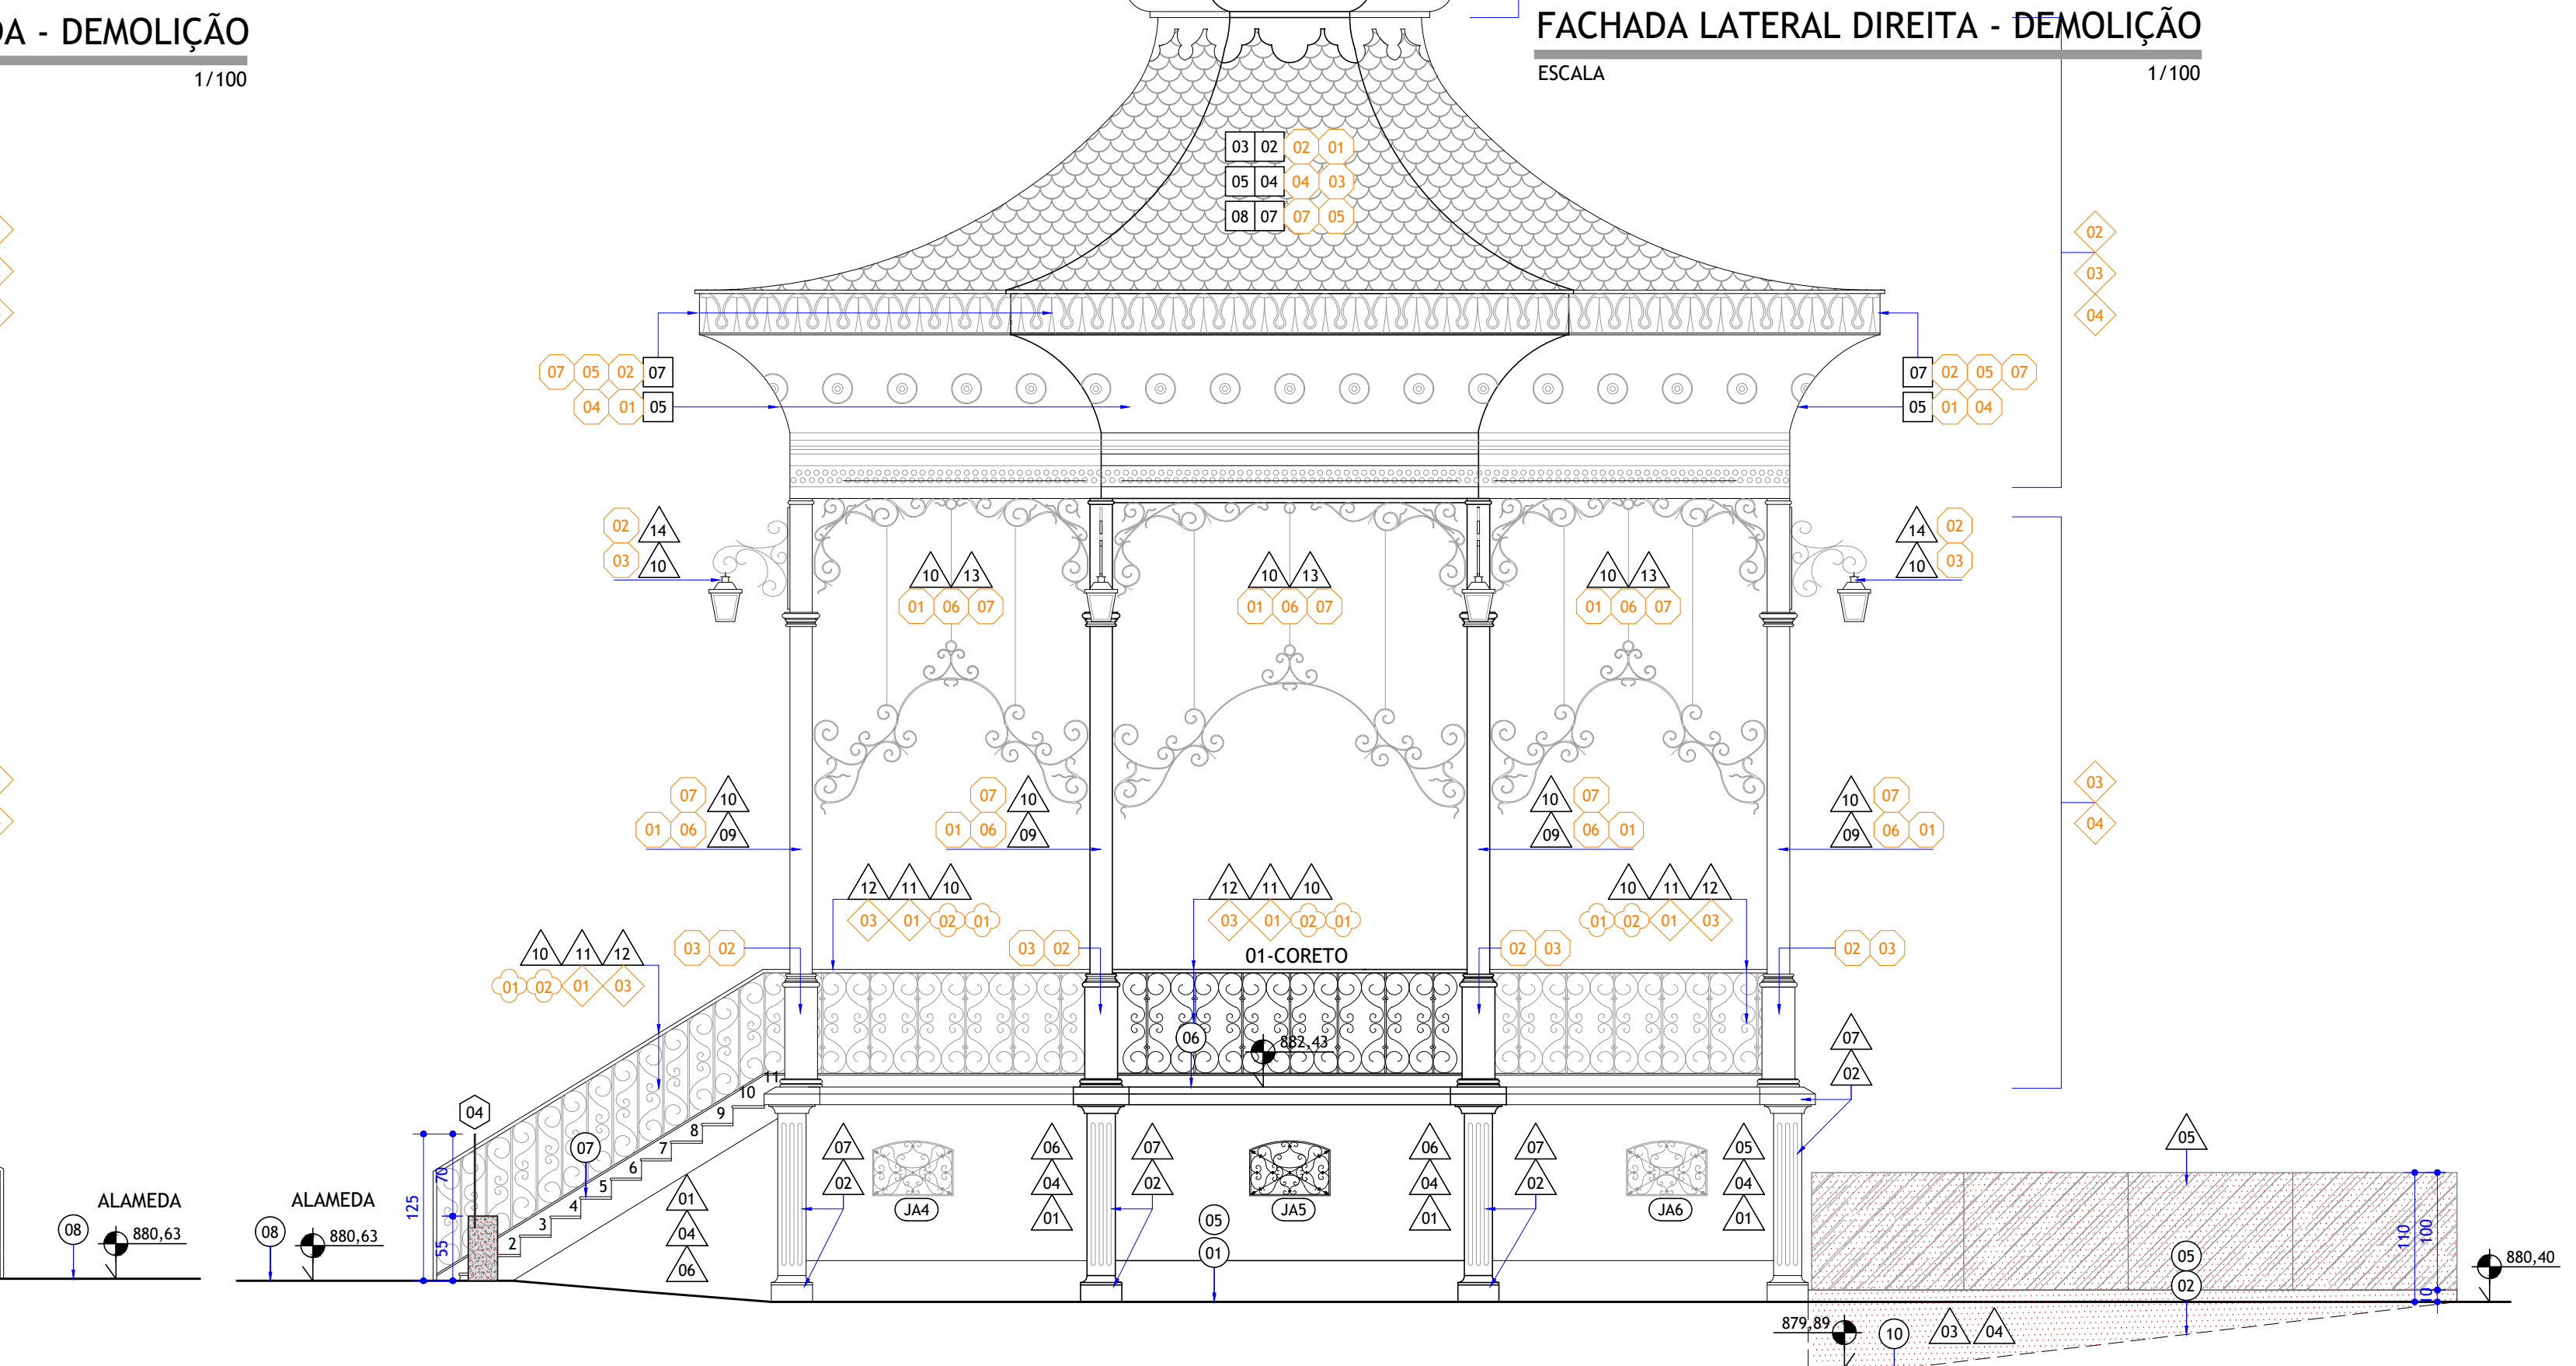 DA - DEMOLIÇÃO
1/100
FACHADA LATERAL DIREITA - DEMOLIÇÃO
ESCALA 1/100
03 02 02 01
05 04 04 03
08 07 07 05
02
03
04
07 05 02 07
04 01 05
07 02 05 07
05 01 04
02 14
03 10
14 02
10 03
10 13
01 06 07
10 13
01 06 07
10 13
01 06 07
07 10
01 06 09
07 10
01 06 09
10 07
09 06 01
10 07
09 06 01
03
04
12 11 10
03 01 02 01
12 11 10
03 01 02 01
10 11 12
01 02 01 03
10 11 12
01 02 01 03
03 02
03 02
02 03
02 03
01-CORETO
06
882,43
07
02
04
11
10
9
8
7
6
5
4
3
2
07
125
70
55
ALAMEDA
08
880,63
ALAMEDA
08
880,63
01
04
06
07
02
JA4
06
04
01
07
02
JA5
05
01
06
04
01
07
02
JA6
05
04
01
05
05
02
110
100
10
880,40
879,89
10
03
04